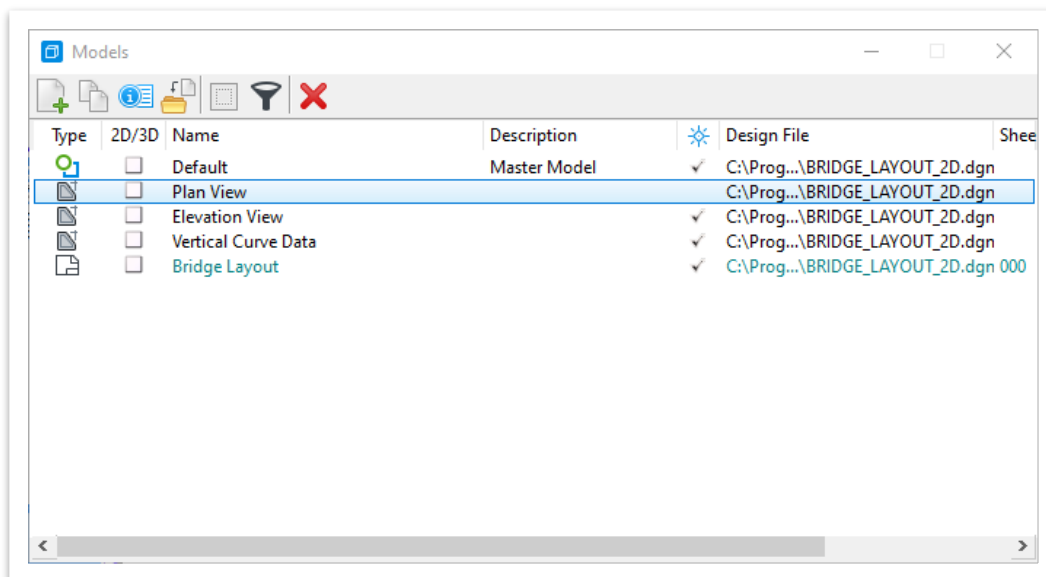 Models
Type 2D/3D Name Description Design File Shee
Default Master Model C:\Prog...\BRIDGE_LAYOUT_2D.dgn
Plan View C:\Prog...\BRIDGE_LAYOUT_2D.dgn
Elevation View C:\Prog...\BRIDGE_LAYOUT_2D.dgn
Vertical Curve Data C:\Prog...\BRIDGE_LAYOUT_2D.dgn
Bridge Layout C:\Prog...\BRIDGE_LAYOUT_2D.dgn 000